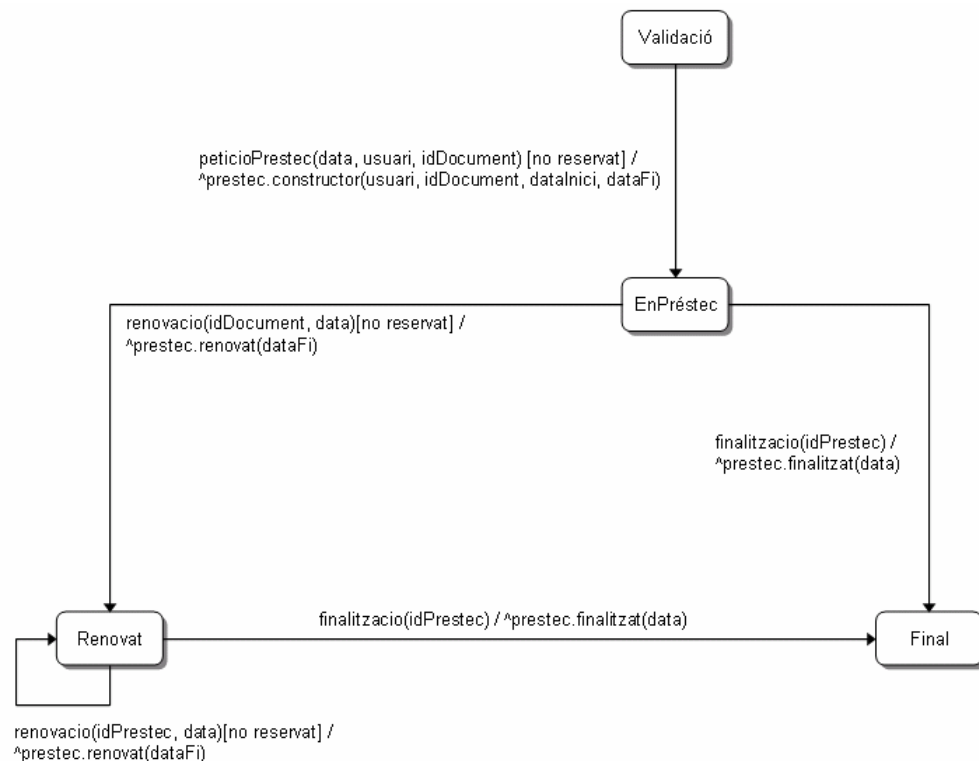 Validació
peticioPrestec(data, usuari, idDocument) [no reservat] /
^prestec.constructor(usuari, idDocument, dataInici, dataFi)
EnPréstec
renovacio(idDocument, data)[no reservat] /
^prestec.renovat(dataFi)
finalitzacio(idPrestec) /
^prestec.finalitzat(data)
Renovat
finalitzacio(idPrestec) / ^prestec.finalitzat(data)
Final
renovacio(idPrestec, data)[no reservat] /
^prestec.renovat(dataFi)